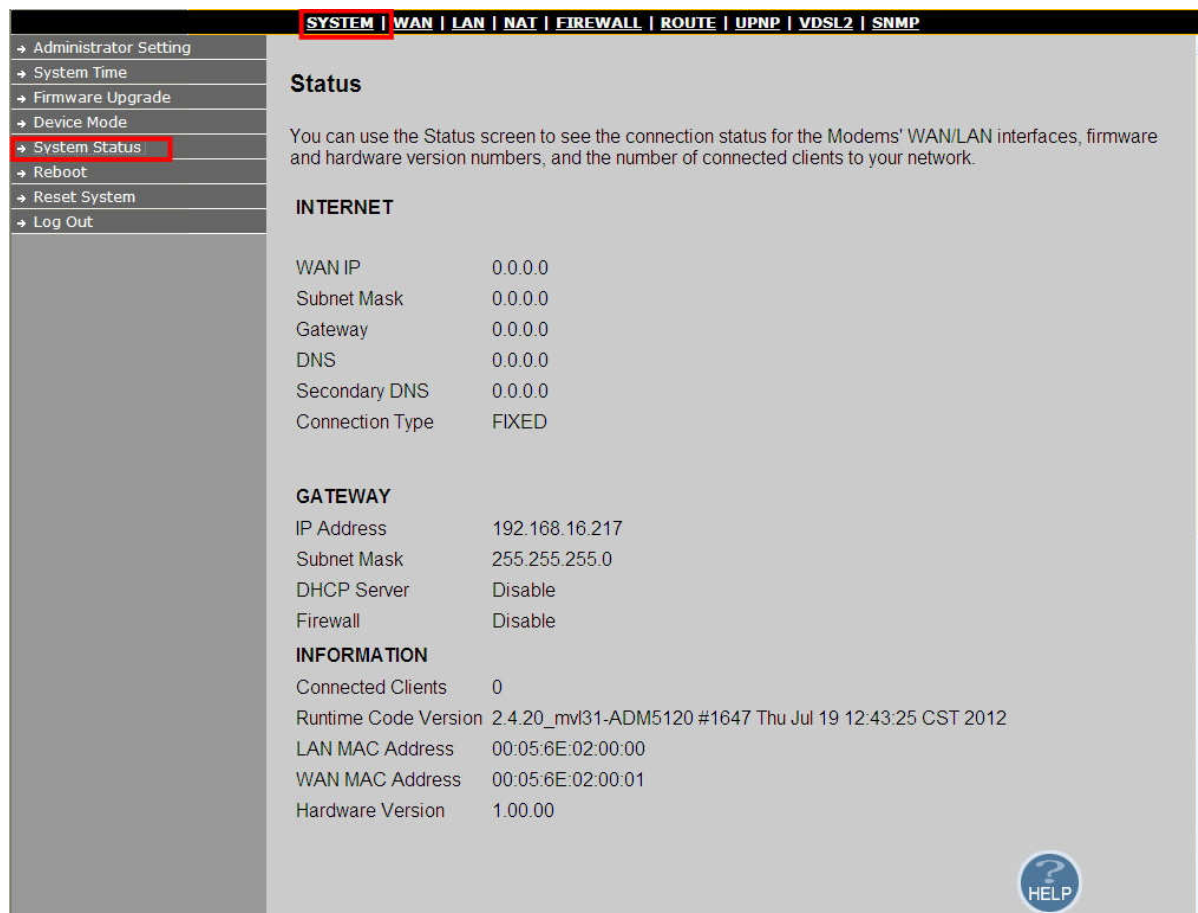 SYSTEM | WAN | LAN | NAT | FIREWALL | ROUTE | UPNP | VDSL2 | SNMP
Administrator Setting
System Time
Firmware Upgrade
Device Mode
System Status
Reboot
Reset System
Log Out
Status
You can use the Status screen to see the connection status for the Modems' WAN/LAN interfaces, firmware
and hardware version numbers, and the number of connected clients to your network.
INTERNET
WAN IP 0.0.0.0
Subnet Mask 0.0.0.0
Gateway 0.0.0.0
DNS 0.0.0.0
Secondary DNS 0.0.0.0
Connection Type FIXED
GATEWAY
IP Address 192.168.16.217
Subnet Mask 255.255.255.0
DHCP Server Disable
Firewall Disable
INFORMATION
Connected Clients 0
Runtime Code Version 2.4.20_mvl31-ADM5120 #1647 Thu Jul 19 12:43:25 CST 2012
LAN MAC Address 00:05:6E:02:00:00
WAN MAC Address 00:05:6E:02:00:01
Hardware Version 1.00.00
?
HELP